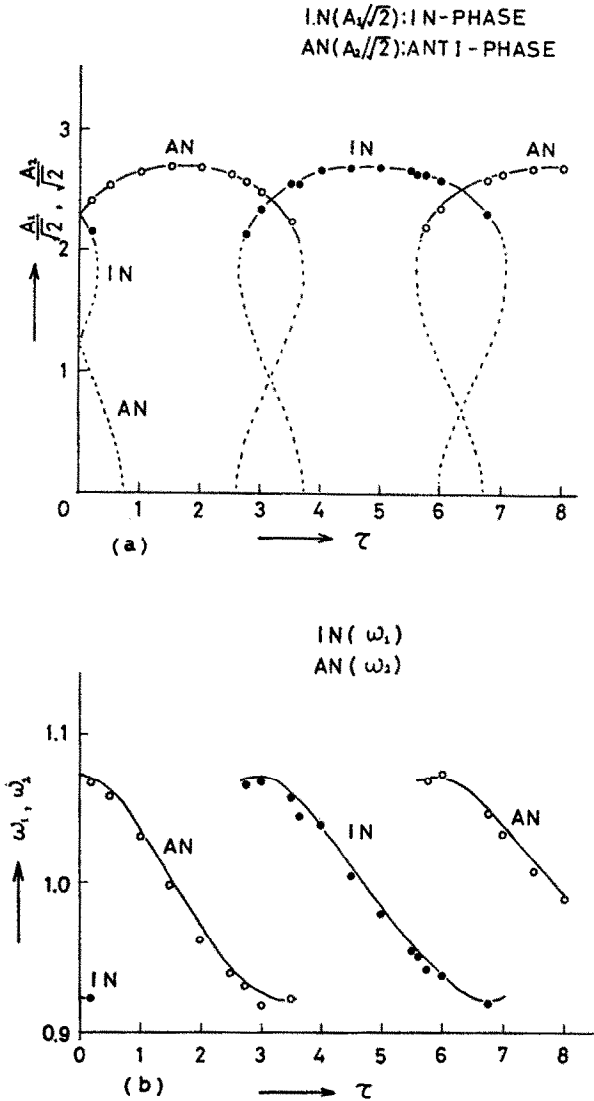 I.N(A₁/√2):IN-PHASE
AN(A₂/√2):ANTI-PHASE
A₁/√2, A₂/√2
3
2
1
0
AN
IN
AN
IN
AN
0 1 2 3 4 5 6 7 8
(a)
τ
IN(ω₁)
AN(ω₂)
ω₁, ω₂
1.1
1.0
0.9
AN
IN
AN
IN
0 1 2 3 4 5 6 7 8
(b)
τ